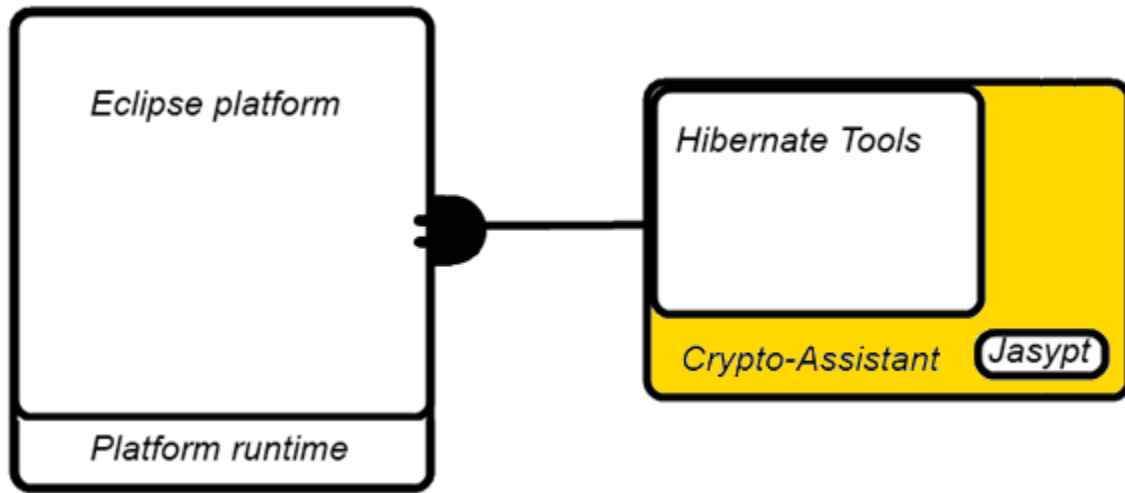 Eclipse platform
Platform runtime
Hibernate Tools
Crypto-Assistant
Jasypt